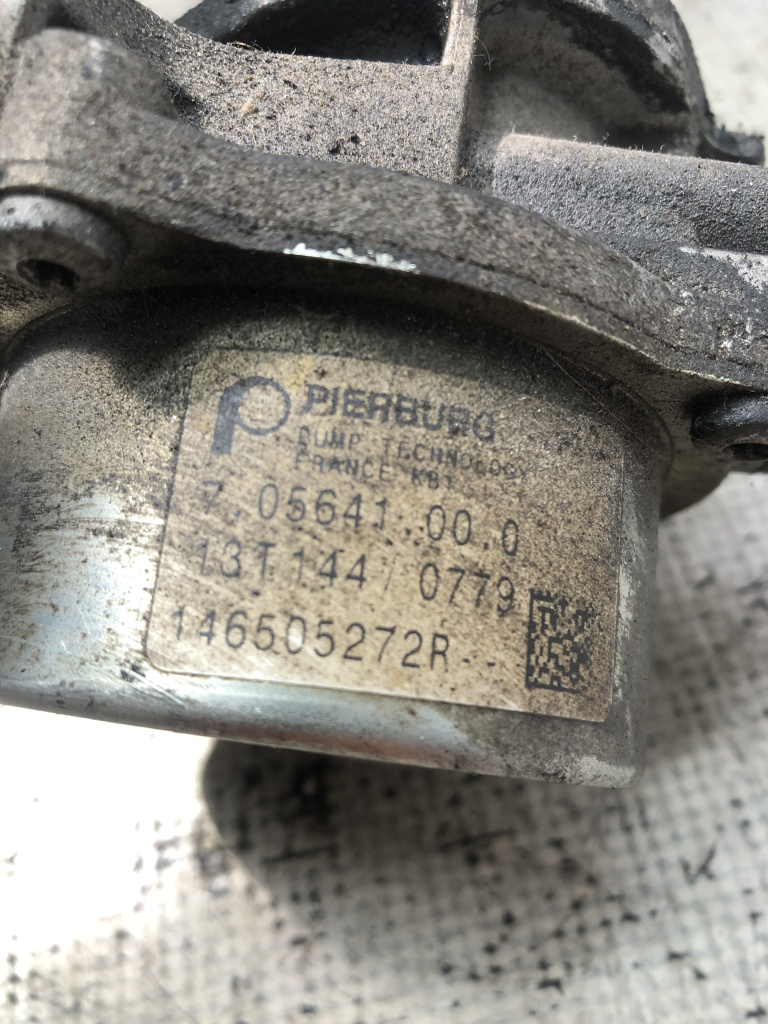 PIERBURG
PUMP TECHNOLOGY
FRANCE KB1
7.05641.00.0
13T144/0779
146505272R--